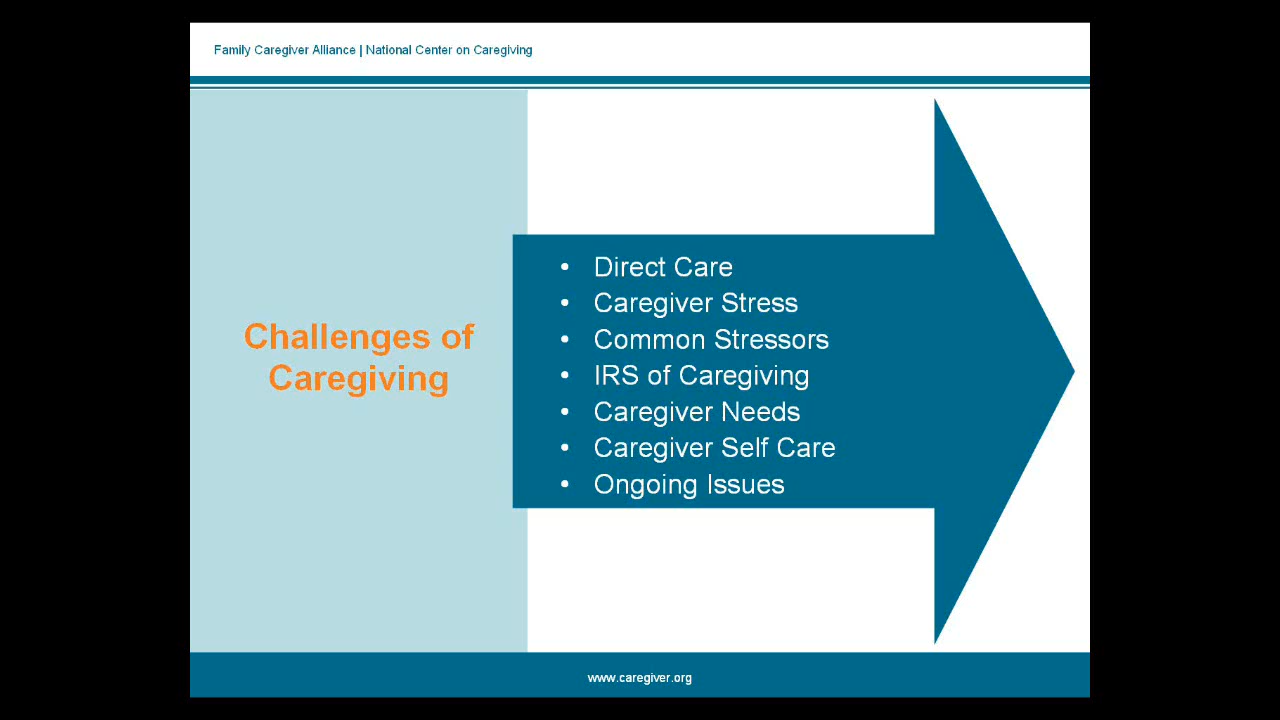 Family Caregiver Alliance | National Center on Caregiving
Challenges of
Caregiving
• Direct Care
• Caregiver Stress
• Common Stressors
• IRS of Caregiving
• Caregiver Needs
• Caregiver Self Care
• Ongoing Issues
www.caregiver.org